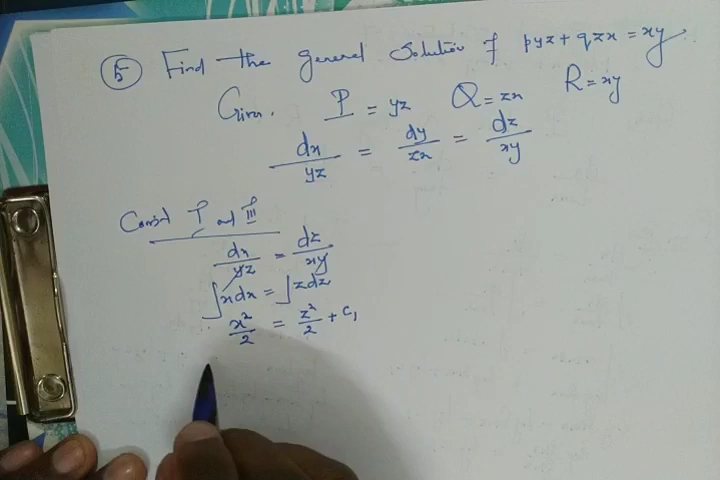 5 Find the general Solution of pyz + qzx = xy
Given. P = yz Q = zx R = xy
dx/yz = dy/zx = dz/xy
Consd I and III
dx/yz = dz/xy
∫xdx = ∫zdz
x²/2 = z²/2 + c₁